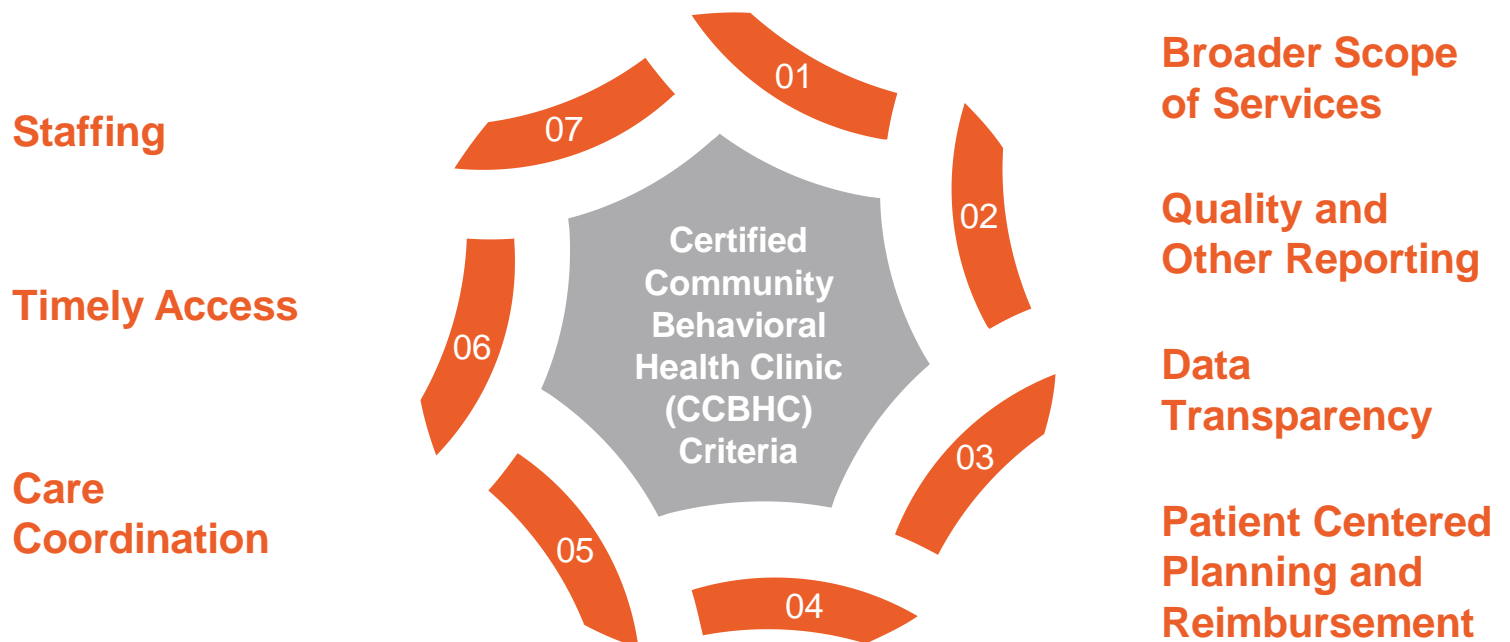 Staffing
Timely Access
Care
Coordination
01
02
03
04
05
06
07
Certified
Community
Behavioral
Health Clinic
(CCBHC)
Criteria
Broader Scope
of Services
Quality and
Other Reporting
Data
Transparency
Patient Centered
Planning and
Reimbursement